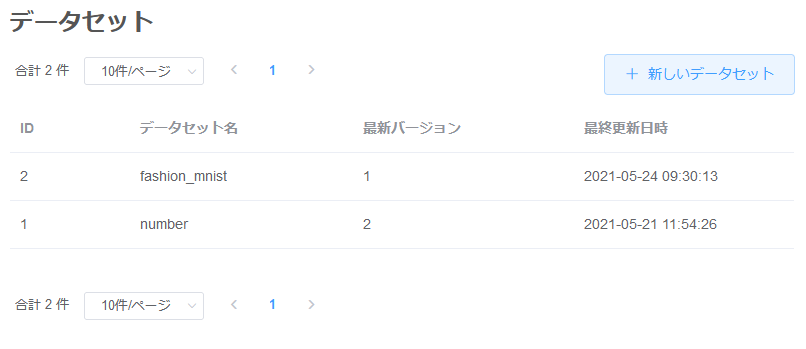 データセット
合計 2 件 10件/ページ 1 ＋ 新しいデータセット
ID データセット名 最新バージョン 最終更新日時
2 fashion_mnist 1 2021-05-24 09:30:13
1 number 2 2021-05-21 11:54:26
合計 2 件 10件/ページ 1